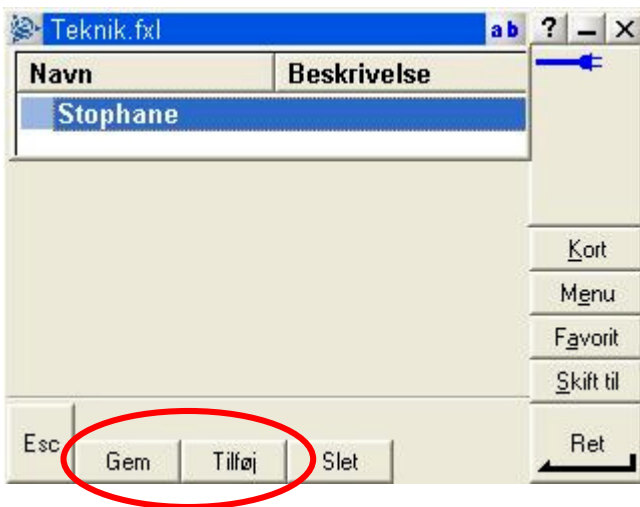 Teknik.fxl ab ? – X
Navn Beskrivelse
Stophane
Kort
Menu
Favorit
Skift til
Esc Gem Tilføj Slet Ret